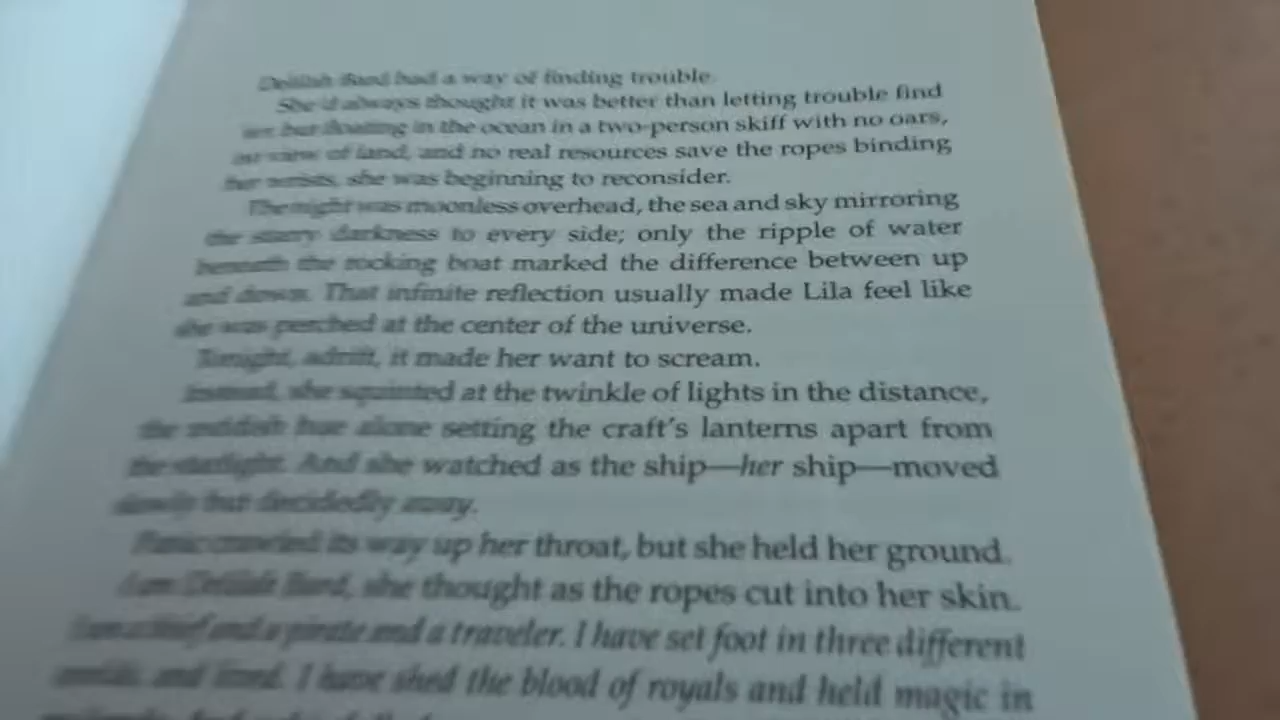 Delilah Bard had a way of finding trouble.
She'd always thought it was better than letting trouble find
but floating in the ocean in a two-person skiff with no oars,
no view of land, and no real resources save the ropes binding
her wrists, she was beginning to reconsider.
The night was moonless overhead, the sea and sky mirroring
the starry darkness to every side; only the ripple of water
beneath the rocking boat marked the difference between up
and down. That infinite reflection usually made Lila feel like
she was perched at the center of the universe.
Tonight, adrift, it made her want to scream.
Instead, she squinted at the twinkle of lights in the distance,
the reddish hue alone setting the craft's lanterns apart from
the starlight. And she watched as the ship—her ship—moved
slowly but decidedly away.
Panic crawled its way up her throat, but she held her ground.
I am Delilah Bard, she thought as the ropes cut into her skin.
I am a thief and a pirate and a traveler. I have set foot in three different
worlds, and lived. I have shed the blood of royals and held magic in